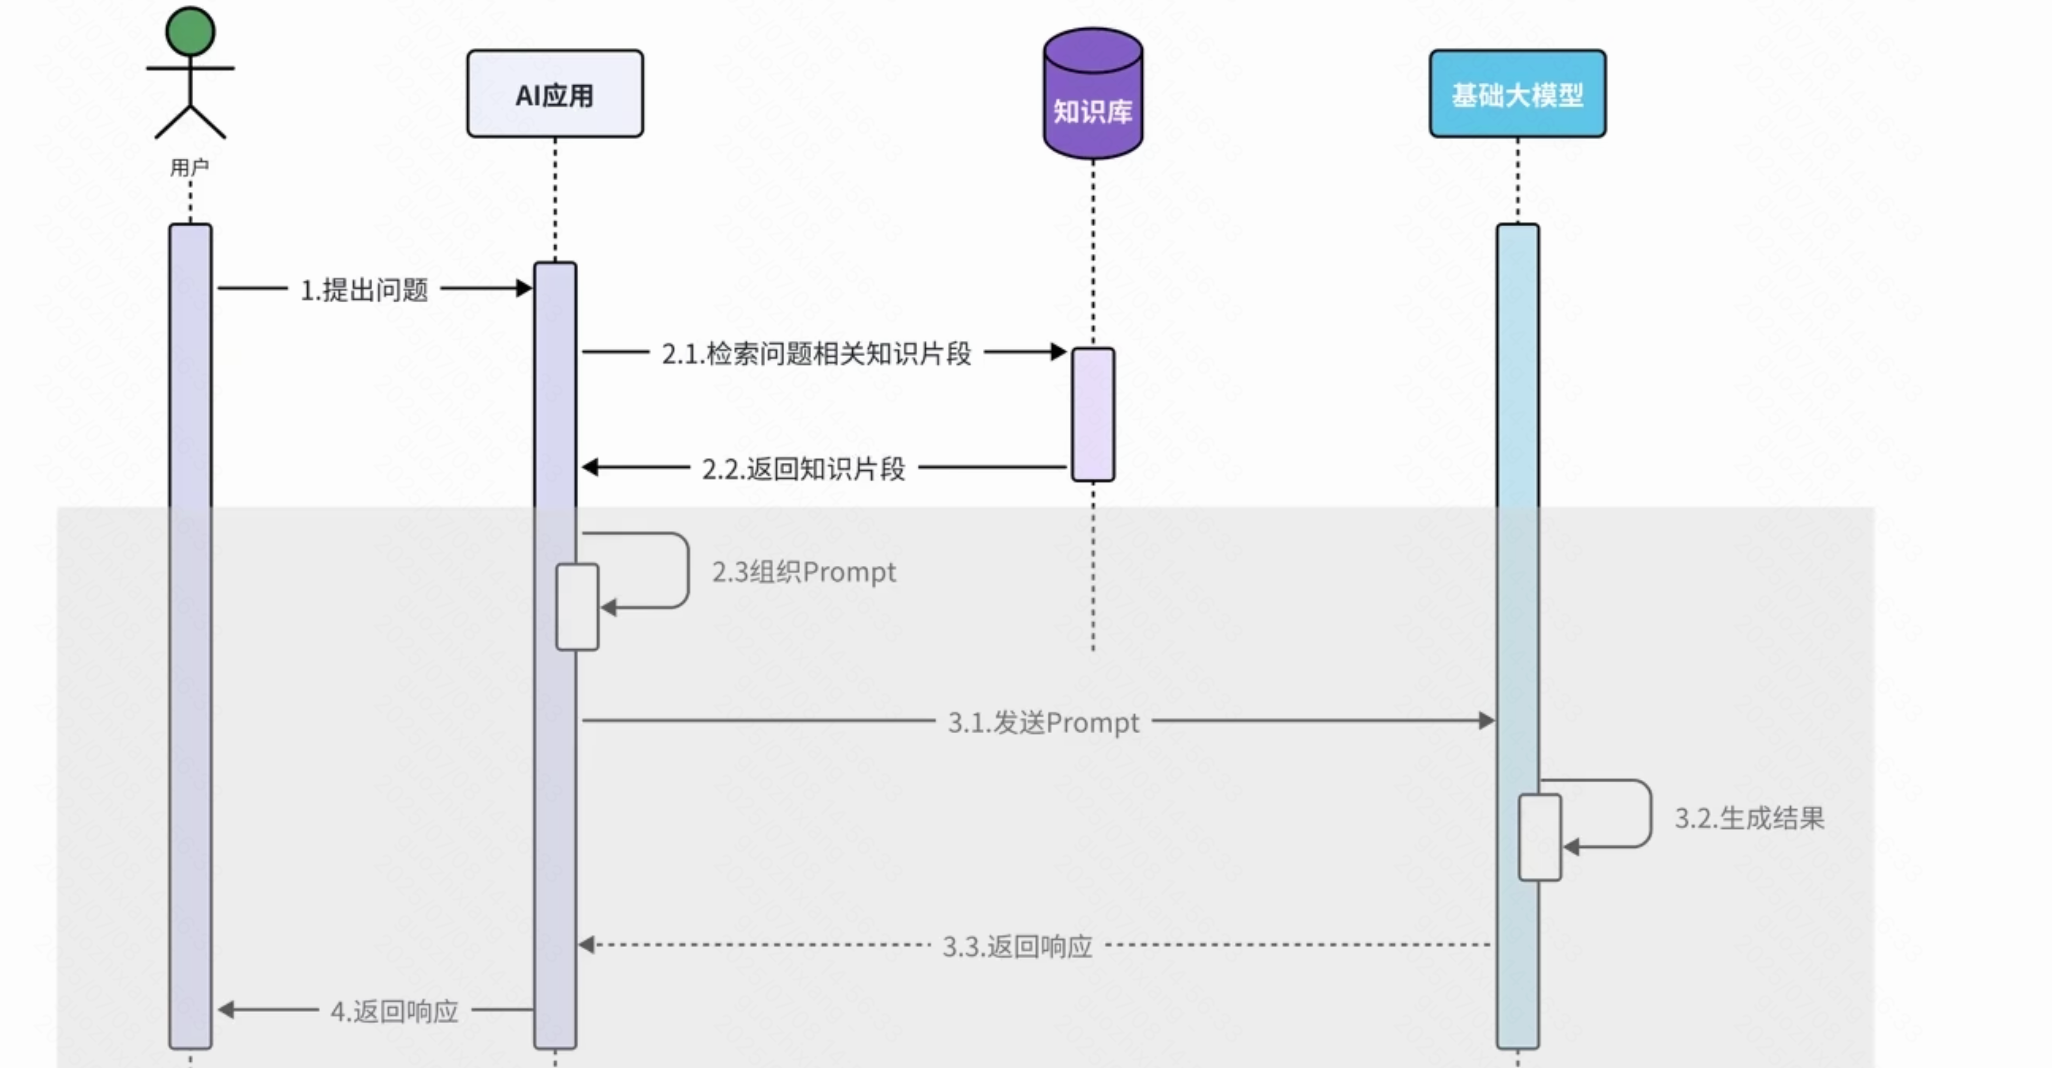 AI应用
知识库
基础大模型
用户
1.提出问题
2.1.检索问题相关知识片段
2.2.返回知识片段
2.3组织Prompt
3.1.发送Prompt
3.2.生成结果
3.3.返回响应
4.返回响应